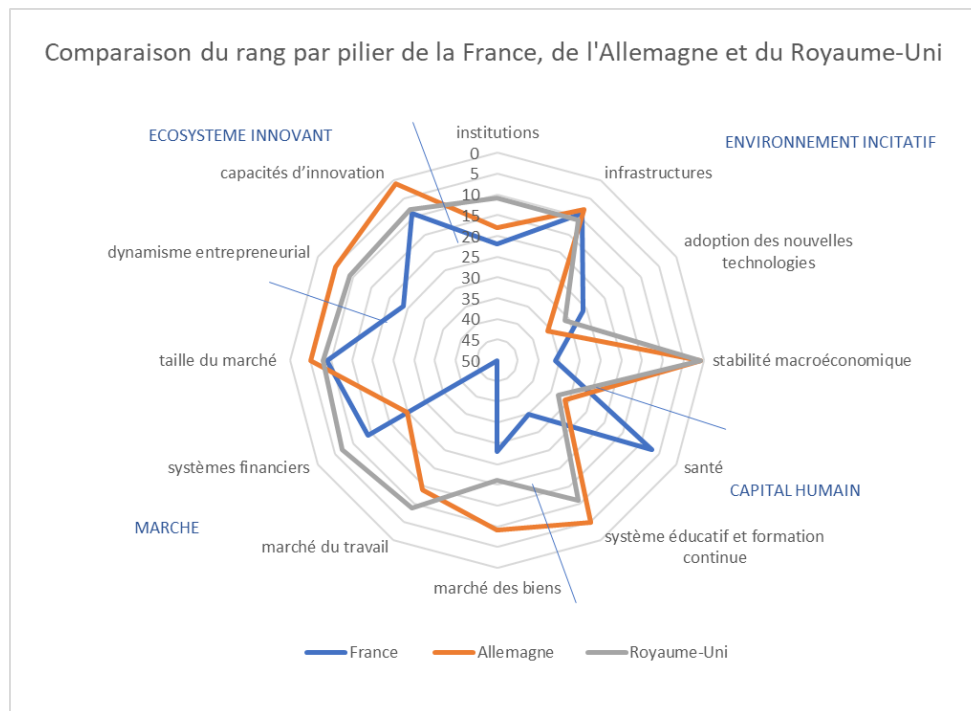 Comparaison du rang par pilier de la France, de l'Allemagne et du Royaume-Uni
ECOSYSTEME INNOVANT
institutions
ENVIRONNEMENT INCITATIF
0
5
10
15
20
25
30
35
40
45
50
capacités d’innovation
infrastructures
dynamisme entrepreneurial
adoption des nouvelles
technologies
taille du marché
stabilité macroéconomique
systèmes financiers
santé
CAPITAL HUMAIN
MARCHE
marché du travail
système éducatif et formation
continue
marché des biens
France
Allemagne
Royaume-Uni